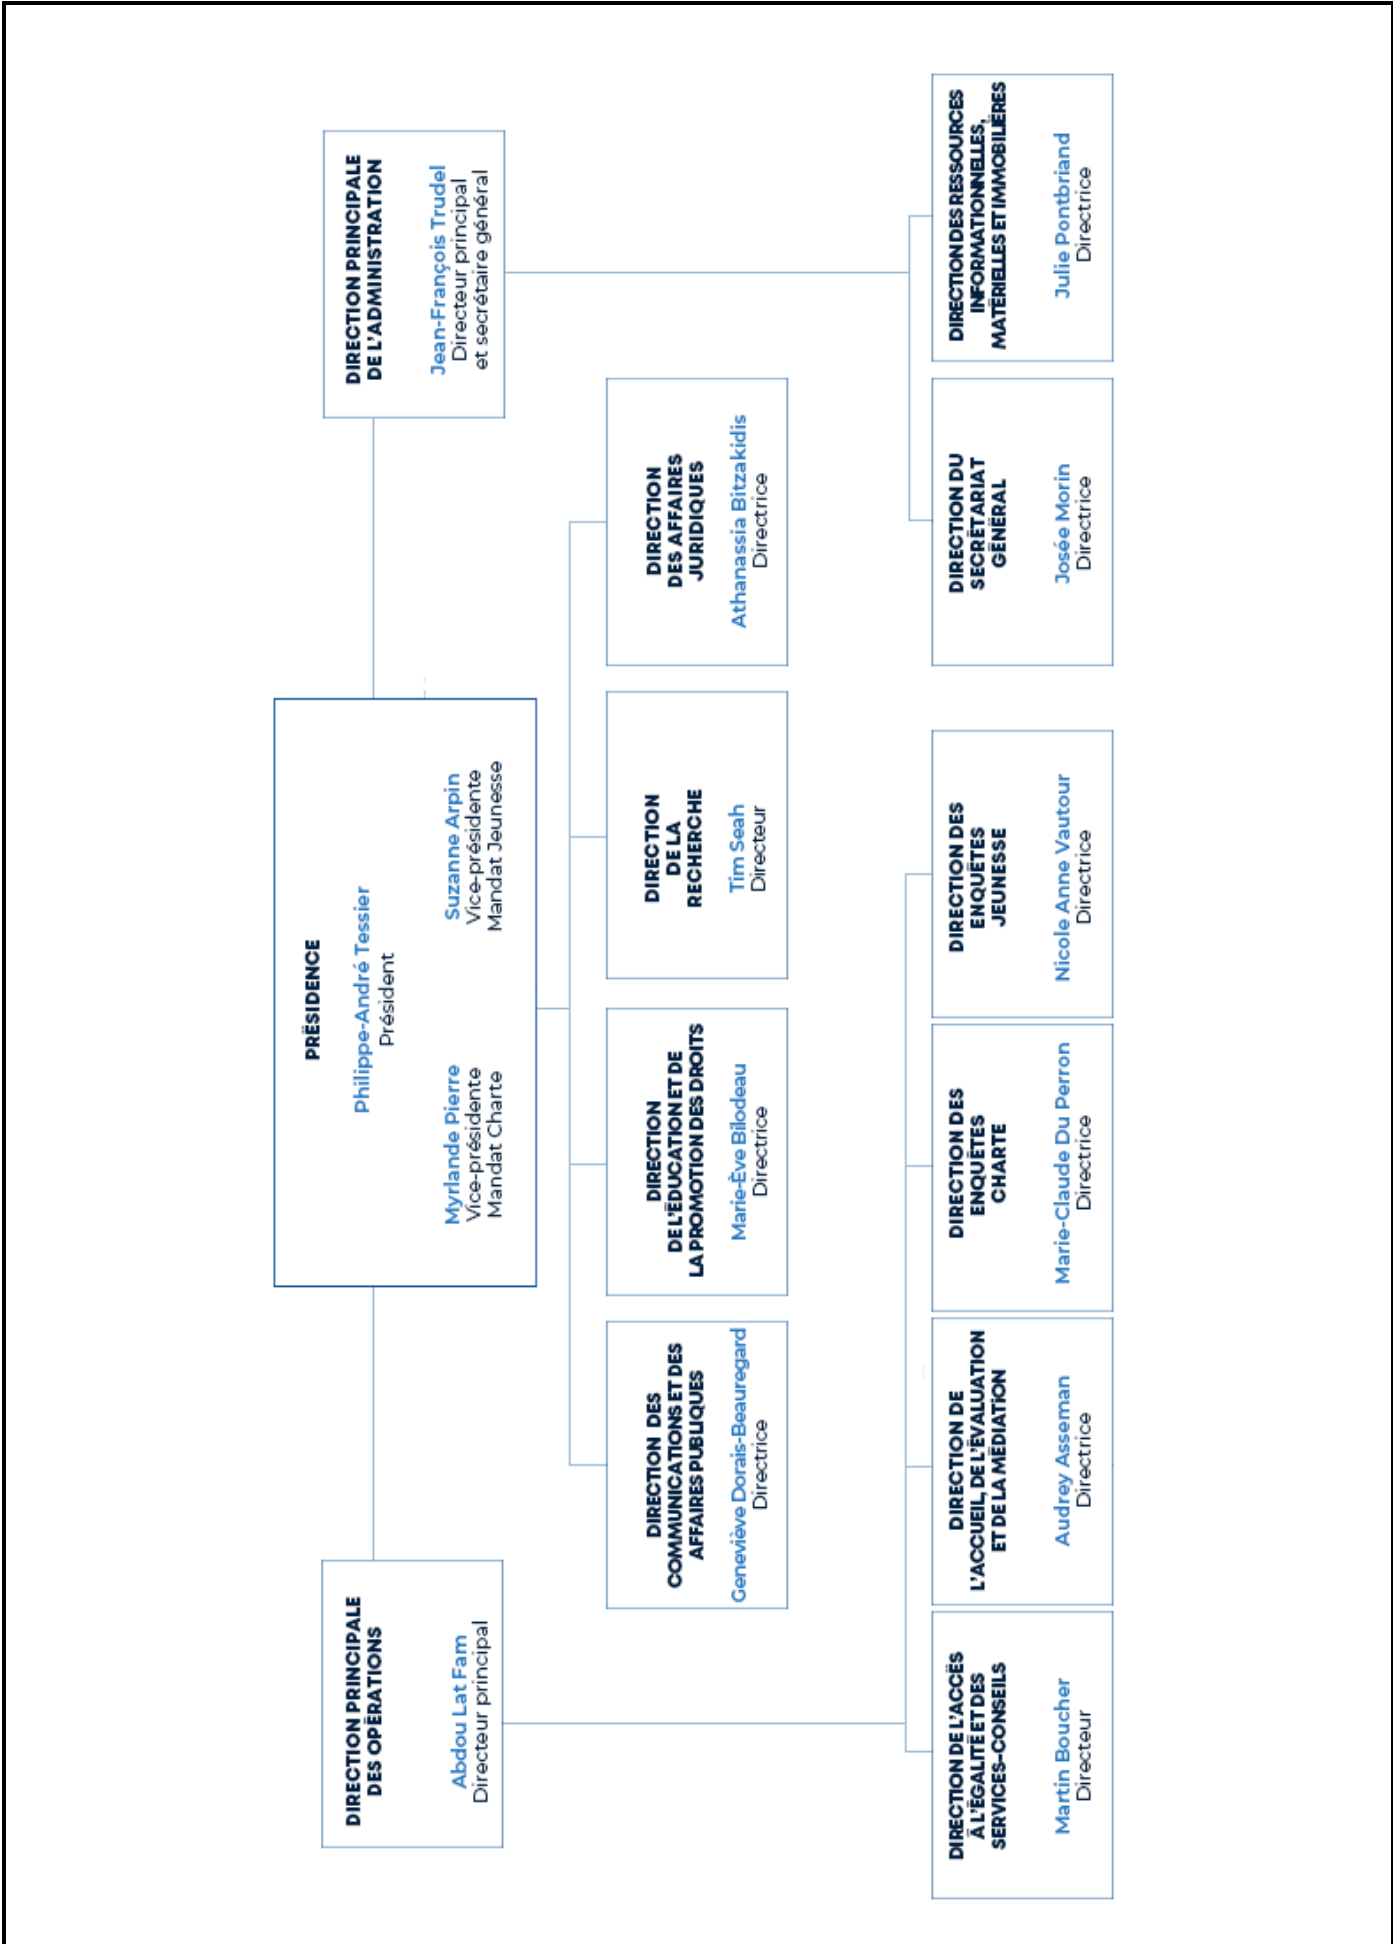 PRÉSIDENCE
Philippe-André Tessier
Président
Myrlande Pierre
Vice-présidente
Mandat Charte
Suzanne Arpin
Vice-présidente
Mandat Jeunesse
DIRECTION PRINCIPALE
DES OPÉRATIONS
Abdou Lat Fam
Directeur principal
DIRECTION PRINCIPALE
DE L'ADMINISTRATION
Jean-François Trudel
Directeur principal
et secrétaire général
DIRECTION DES
COMMUNICATIONS ET DES
AFFAIRES PUBLIQUES
Geneviève Dorais-Beauregard
Directrice
DIRECTION
DE L'ÉDUCATION ET DE
LA PROMOTION DES DROITS
Marie-Ève Bilodeau
Directrice
DIRECTION
DE LA
RECHERCHE
Tim Seah
Directeur
DIRECTION
DES AFFAIRES
JURIDIQUES
Athanassia Bitzakidis
Directrice
DIRECTION DE L'ACCÈS
À L'ÉGALITÉ ET DES
SERVICES-CONSEILS
Martin Boucher
Directeur
DIRECTION DE
L'ACCUEIL, DE L'ÉVALUATION
ET DE LA MÉDIATION
Audrey Asseman
Directrice
DIRECTION DES
ENQUÊTES
CHARTE
Marie-Claude Du Perron
Directrice
DIRECTION DES
ENQUÊTES
JEUNESSE
Nicole Anne Vautour
Directrice
DIRECTION DU
SECRÉTARIAT
GÉNÉRAL
Josée Morin
Directrice
DIRECTION DES RESSOURCES
INFORMATIONNELLES,
MATÉRIELLES ET IMMOBILIÈRES
Julie Pontbriand
Directrice